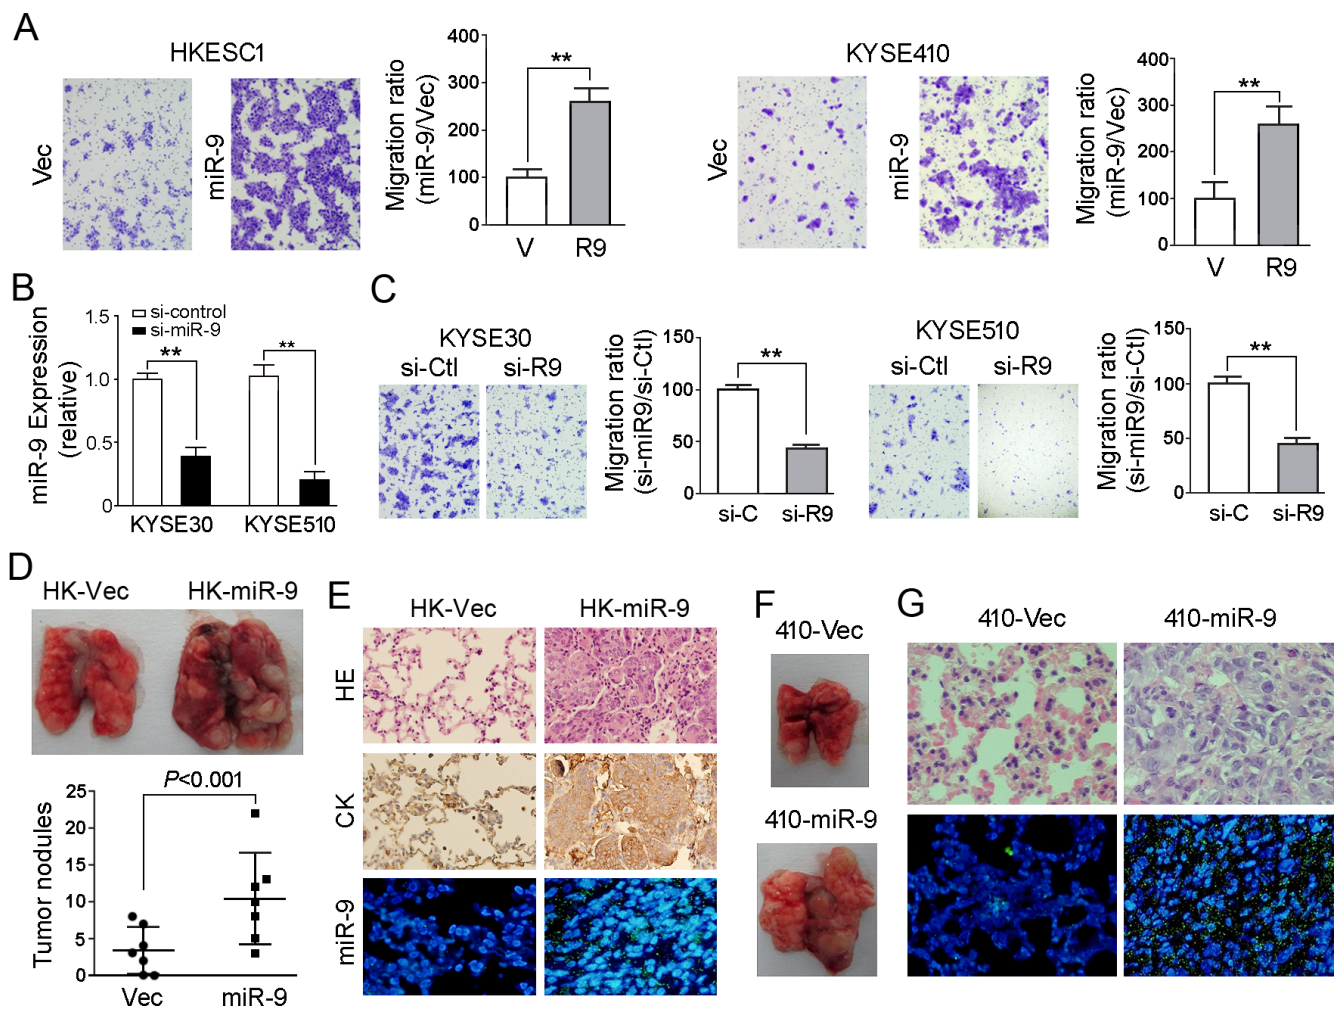 A
HKESC1
Vec
miR-9
Migration ratio
(miR-9/Vec)
400
300
200
100
0
**
V
R9
KYSE410
Vec
miR-9
Migration ratio
(miR-9/Vec)
400
300
200
100
0
**
V
R9
B
miR-9 Expression
(relative)
1.5
1.0
0.5
0
si-control
si-miR-9
**
**
KYSE30
KYSE510
C
KYSE30
si-Ctl
si-R9
Migration ratio
(si-miR9/si-Ctl)
150
100
50
0
**
si-C
si-R9
KYSE510
si-Ctl
si-R9
Migration ratio
(si-miR9/si-Ctl)
150
100
50
0
**
si-C
si-R9
D
HK-Vec
HK-miR-9
P<0.001
Tumor nodules
25
20
15
10
5
0
Vec
miR-9
E
HK-Vec
HK-miR-9
HE
CK
miR-9
F
410-Vec
410-miR-9
G
410-Vec
410-miR-9